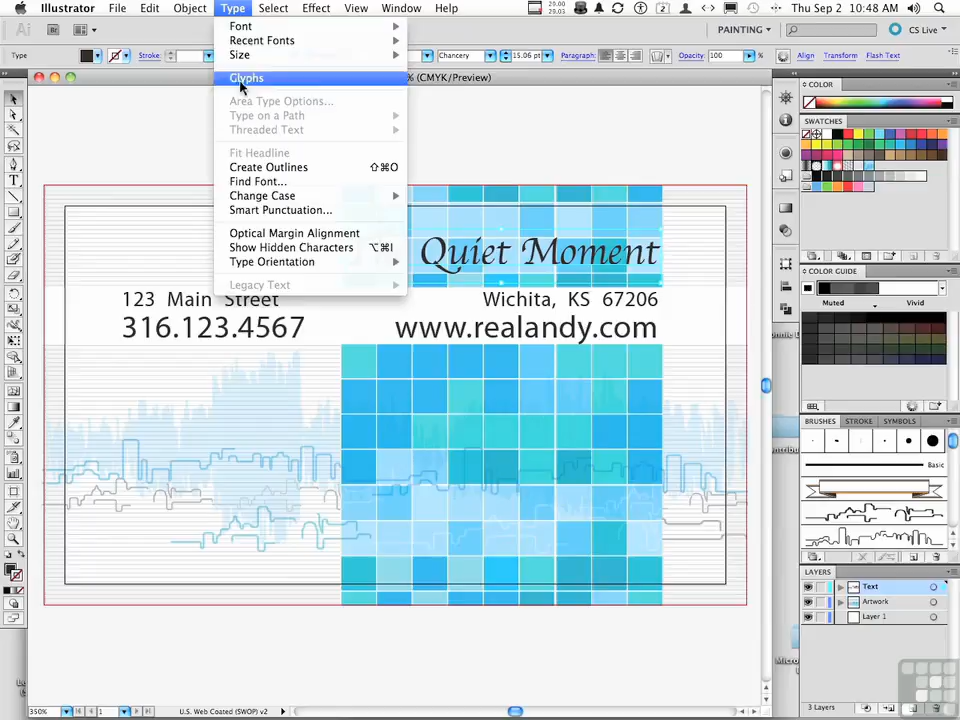 Illustrator File Edit Object Type Select Effect View Window Help Thu Sep 2 10:48 AM
Ai Br PAINTING CS Live
Type Stroke: Chancery 15.06 pt Paragraph: Opacity: 100 % Align Transform Flash Text
% (CMYK/Preview)
Font
Recent Fonts
Size
Glyphs
Area Type Options...
Type on a Path
Threaded Text
Fit Headline
Create Outlines ⇧⌘O
Find Font...
Change Case
Smart Punctuation...
Optical Margin Alignment
Show Hidden Characters ⌥⌘I
Type Orientation
Legacy Text
Quiet Moment
123 Main Street Wichita, KS 67206
316.123.4567 www.realandy.com
COLOR
SWATCHES
COLOR GUIDE
Muted Vivid
BRUSHES STROKE SYMBOLS
Basic
LAYERS
Text
Artwork
Layer 1
3 Layers
350% 1 U.S. Web Coated (SWOP) v2